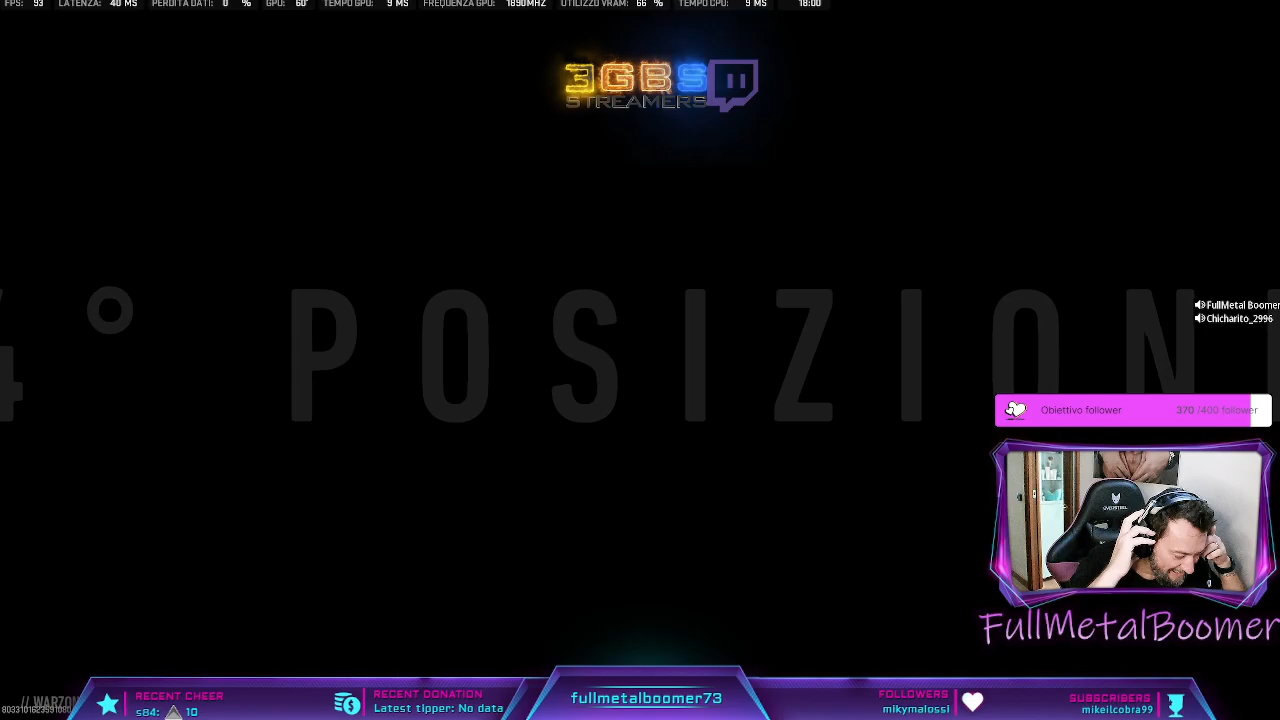 FPS: 93 LATENZA: 40 MS PERDITA DATI: 0 % GPU: 60° TEMPO GPU: 9 MS FREQUENZA GPU: 1890MHZ UTILIZZO VRAM: 66 % TEMPO CPU: 9 MS 18:00
3GBS
STREAMERS
4° POSIZION
FullMetal Boomer
Chicharito_2996
Obiettivo follower 370 /400 follower
FullMetalBoomer
// WARZO
RECENT CHEER
s84: 10
RECENT DONATION
Latest tipper: No data
fullmetalboomer73
FOLLOWERS
mikymalossi
SUBSCRIBERS
mikeilcobra99